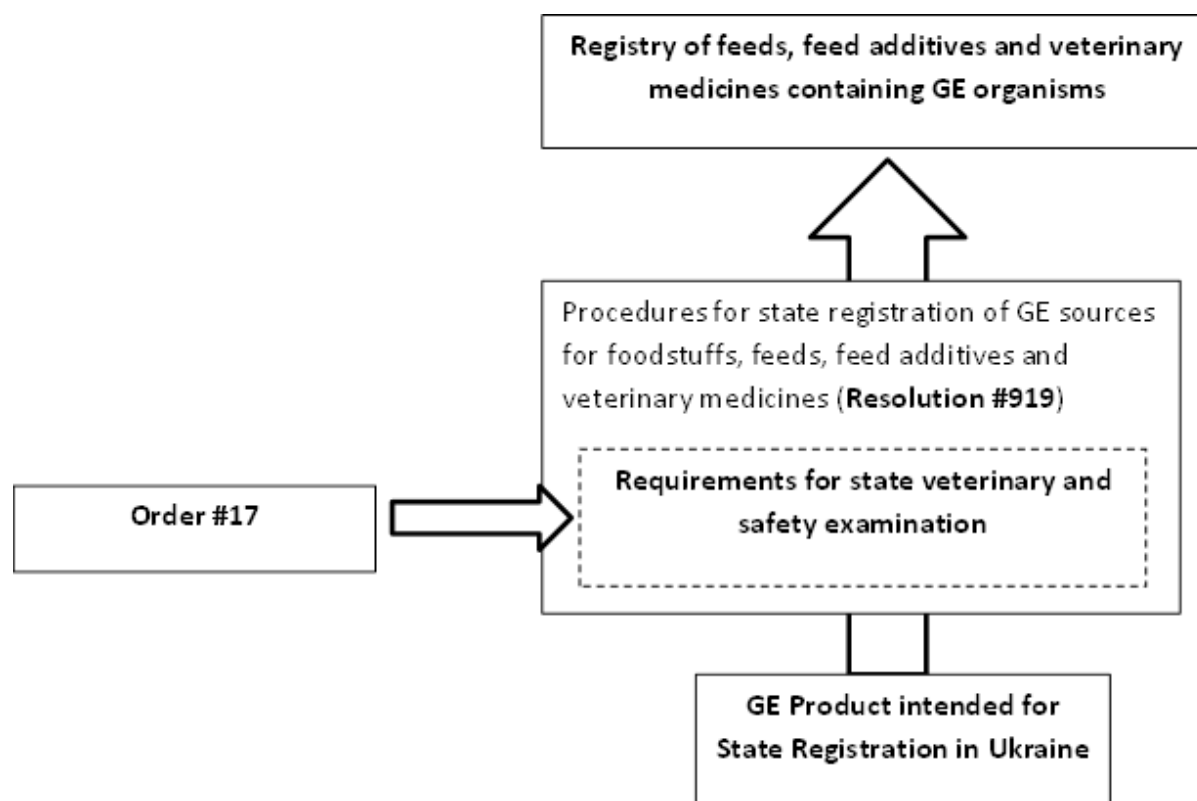 Registry of feeds, feed additives and veterinary
medicines containing GE organisms
Procedures for state registration of GE sources
for foodstuffs, feeds, feed additives and
veterinary medicines (Resolution #919)
Requirements for state veterinary and
safety examination
Order #17
GE Product intended for
State Registration in Ukraine